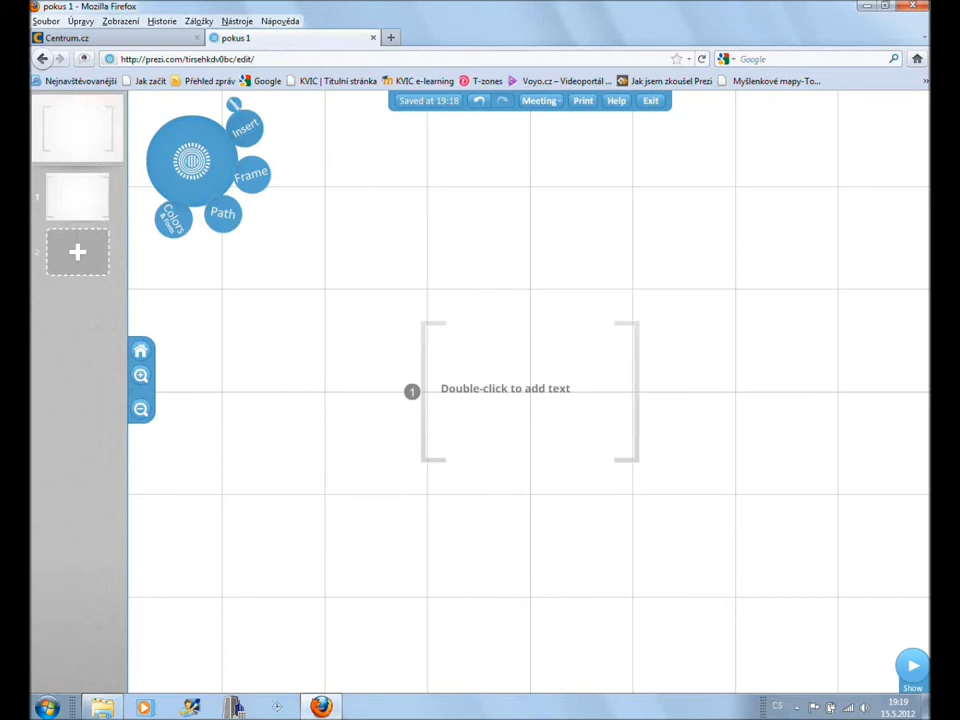 pokus 1 - Mozilla Firefox
Soubor Úpravy Zobrazení Historie Záložky Nástroje Nápověda
Centrum.cz
pokus 1
http://prezi.com/tirsehkdv0bc/edit/
Google
Nejnavštěvovanější Jak začít Přehled zpráv Google KVIC | Titulní stránka KVIC e-learning T-zones Voyo.cz – Videoportál ... Jak jsem zkoušel Prezi Myšlenkové mapy-To...
Saved at 19:18 Meeting Print Help Exit
Insert
Frame
Path
Colors
& Fonts
1
2
1 Double-click to add text
Show
CS
19:19
15.5.2012